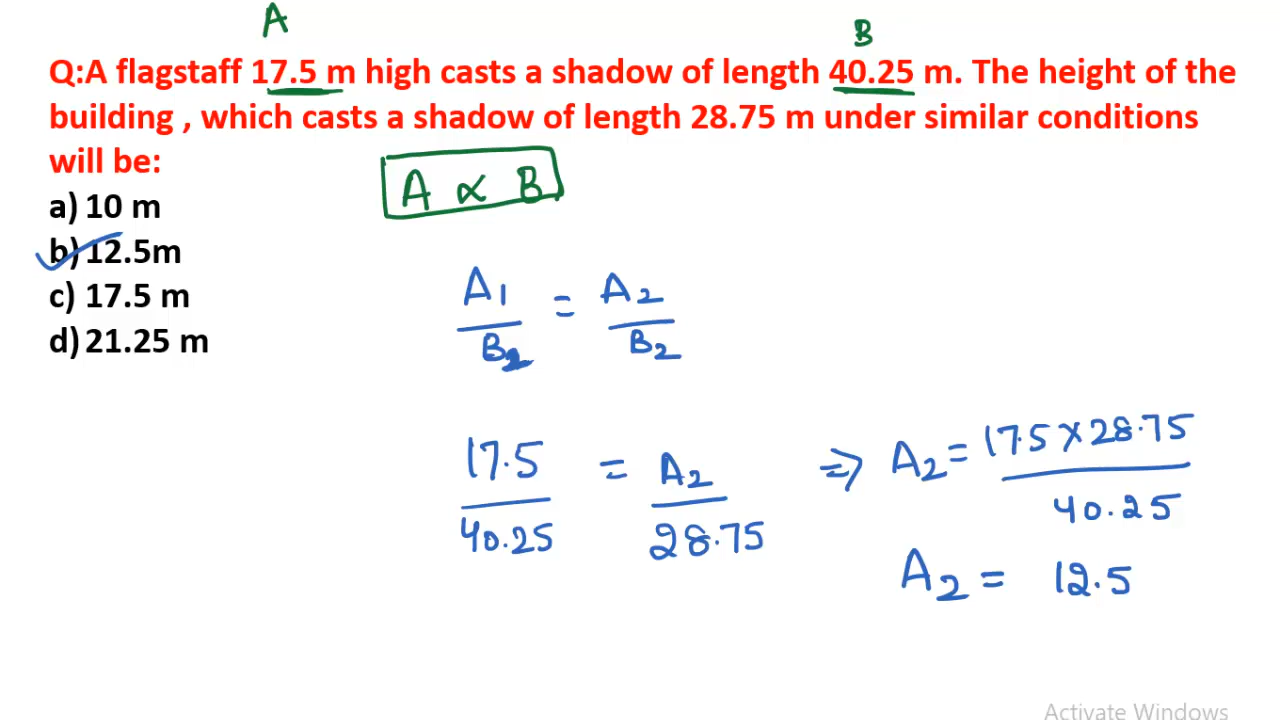 A
B
Q:A flagstaff 17.5 m high casts a shadow of length 40.25 m. The height of the
building , which casts a shadow of length 28.75 m under similar conditions
will be:
A ∝ B
a) 10 m
b) 12.5m
c) 17.5 m
d) 21.25 m
A1/B2 = A2/B2
17.5/40.25 = A2/28.75 ⇒ A2 = 17.5 × 28.75/40.25
A2 = 12.5
Activate Windows